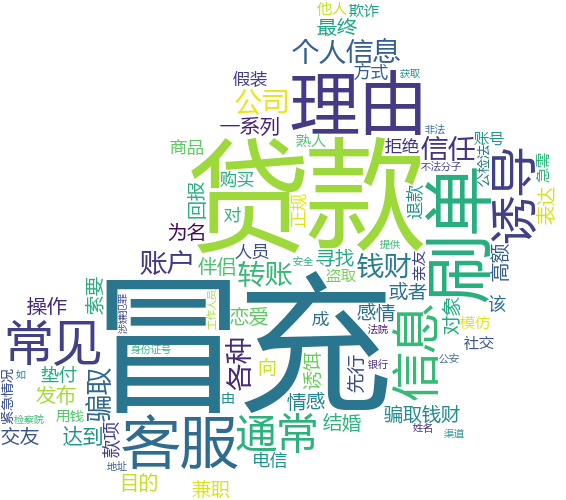 他人
欺诈
最终
个人信息
方式
获取
假装
公司
理由
一系列
非法
商品
熟人
拒绝
信任
账号
公检法
急需
不法分子
贷款
刷单
诱导
表达
购买
回报
对
正规
退款
为名
人员
提供
高额
账户
伴侣
转账
安全
寻找
盗取
钱财
亲友
索要
涉嫌犯罪
冒充
或者
该
操作
工作人员
恋爱
成
感情
信息
对象
模仿
常见
法院
社交
身份证号
各种
向
诱饵
先行
银行
公安
紧急情况
如
垫付
骗取
发布
由
情感
检察院
用钱
客服
通常
结婚
骗取钱财
交友
达到
款项
电信
姓名
渠道
地址
目的
兼职